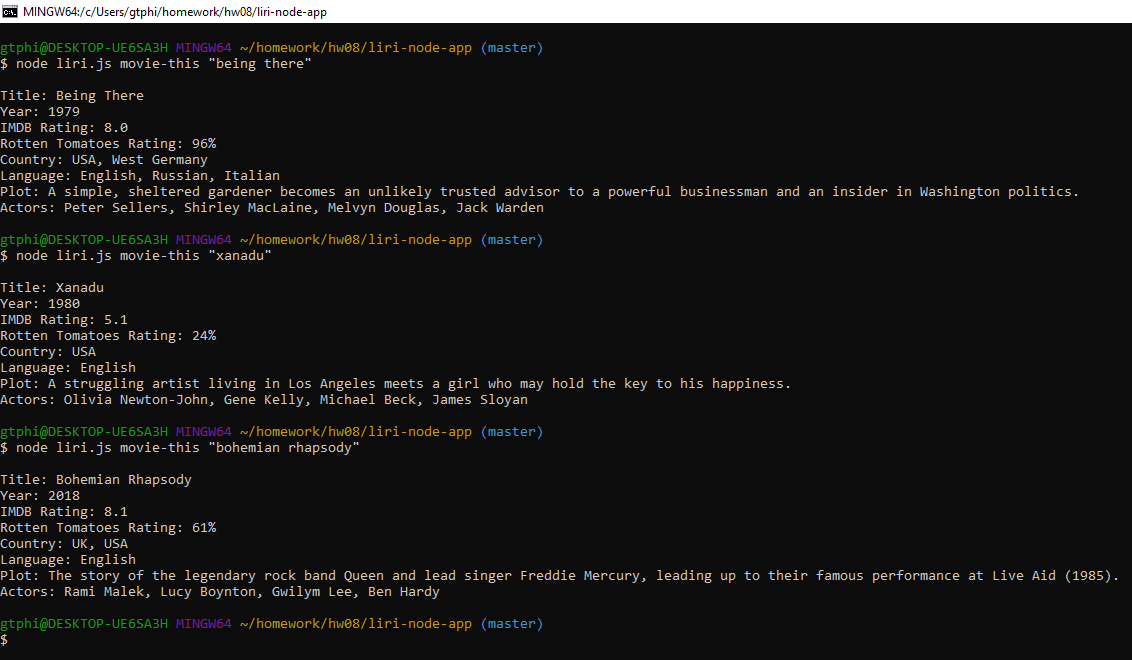 MINGW64:/c/Users/gtphi/homework/hw08/liri-node-app
gtphi@DESKTOP-UE6SA3H MINGW64 ~/homework/hw08/liri-node-app (master)
$ node liri.js movie-this "being there"
Title: Being There
Year: 1979
IMDB Rating: 8.0
Rotten Tomatoes Rating: 96%
Country: USA, West Germany
Language: English, Russian, Italian
Plot: A simple, sheltered gardener becomes an unlikely trusted advisor to a powerful businessman and an insider in Washington politics.
Actors: Peter Sellers, Shirley MacLaine, Melvyn Douglas, Jack Warden
gtphi@DESKTOP-UE6SA3H MINGW64 ~/homework/hw08/liri-node-app (master)
$ node liri.js movie-this "xanadu"
Title: Xanadu
Year: 1980
IMDB Rating: 5.1
Rotten Tomatoes Rating: 24%
Country: USA
Language: English
Plot: A struggling artist living in Los Angeles meets a girl who may hold the key to his happiness.
Actors: Olivia Newton-John, Gene Kelly, Michael Beck, James Sloyan
gtphi@DESKTOP-UE6SA3H MINGW64 ~/homework/hw08/liri-node-app (master)
$ node liri.js movie-this "bohemian rhapsody"
Title: Bohemian Rhapsody
Year: 2018
IMDB Rating: 8.1
Rotten Tomatoes Rating: 61%
Country: UK, USA
Language: English
Plot: The story of the legendary rock band Queen and lead singer Freddie Mercury, leading up to their famous performance at Live Aid (1985).
Actors: Rami Malek, Lucy Boynton, Gwilym Lee, Ben Hardy
gtphi@DESKTOP-UE6SA3H MINGW64 ~/homework/hw08/liri-node-app (master)
$